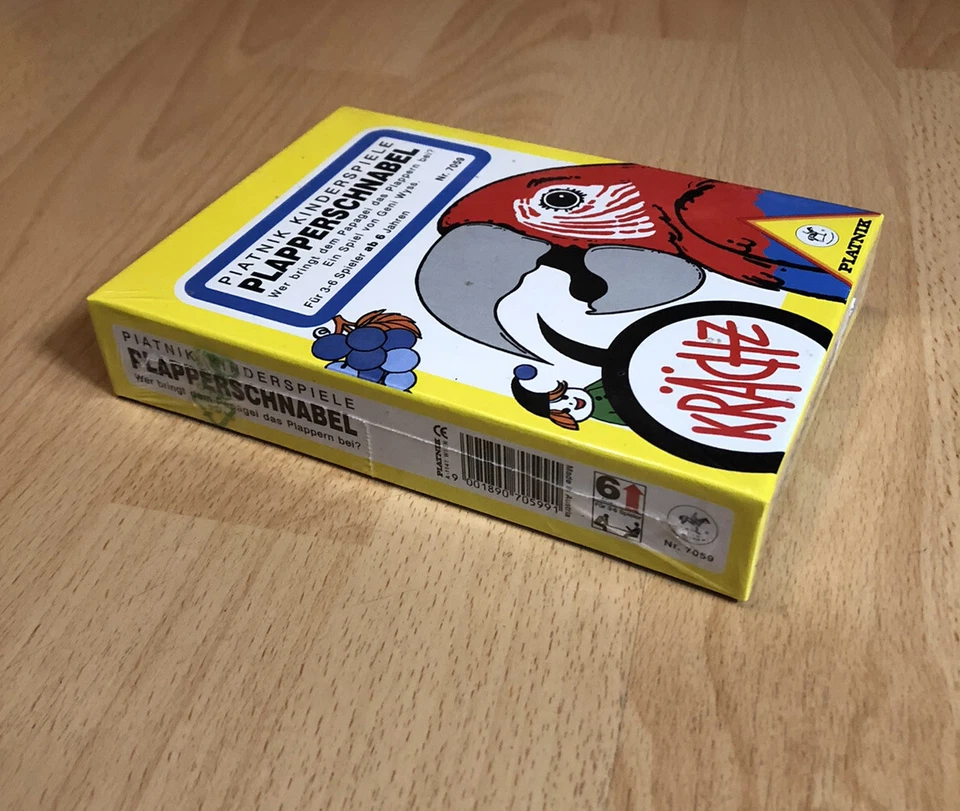 PIATNIK KINDERSPIELE
PLAPPERSCHNABEL
Wer bringt dem Papagei das Plappern bei?
Ein Spiel von Geni Wyss
Für 3-6 Spieler ab 6 Jahren
Nr. 7059
PIATNIK
KRÄCHZ
PIATNIK KINDERSPIELE
PLAPPERSCHNABEL
Wer bringt dem Papagei das Plappern bei?
PIATNIK
CE
9 001890 705991
Made in Austria
6
Nr. 7059